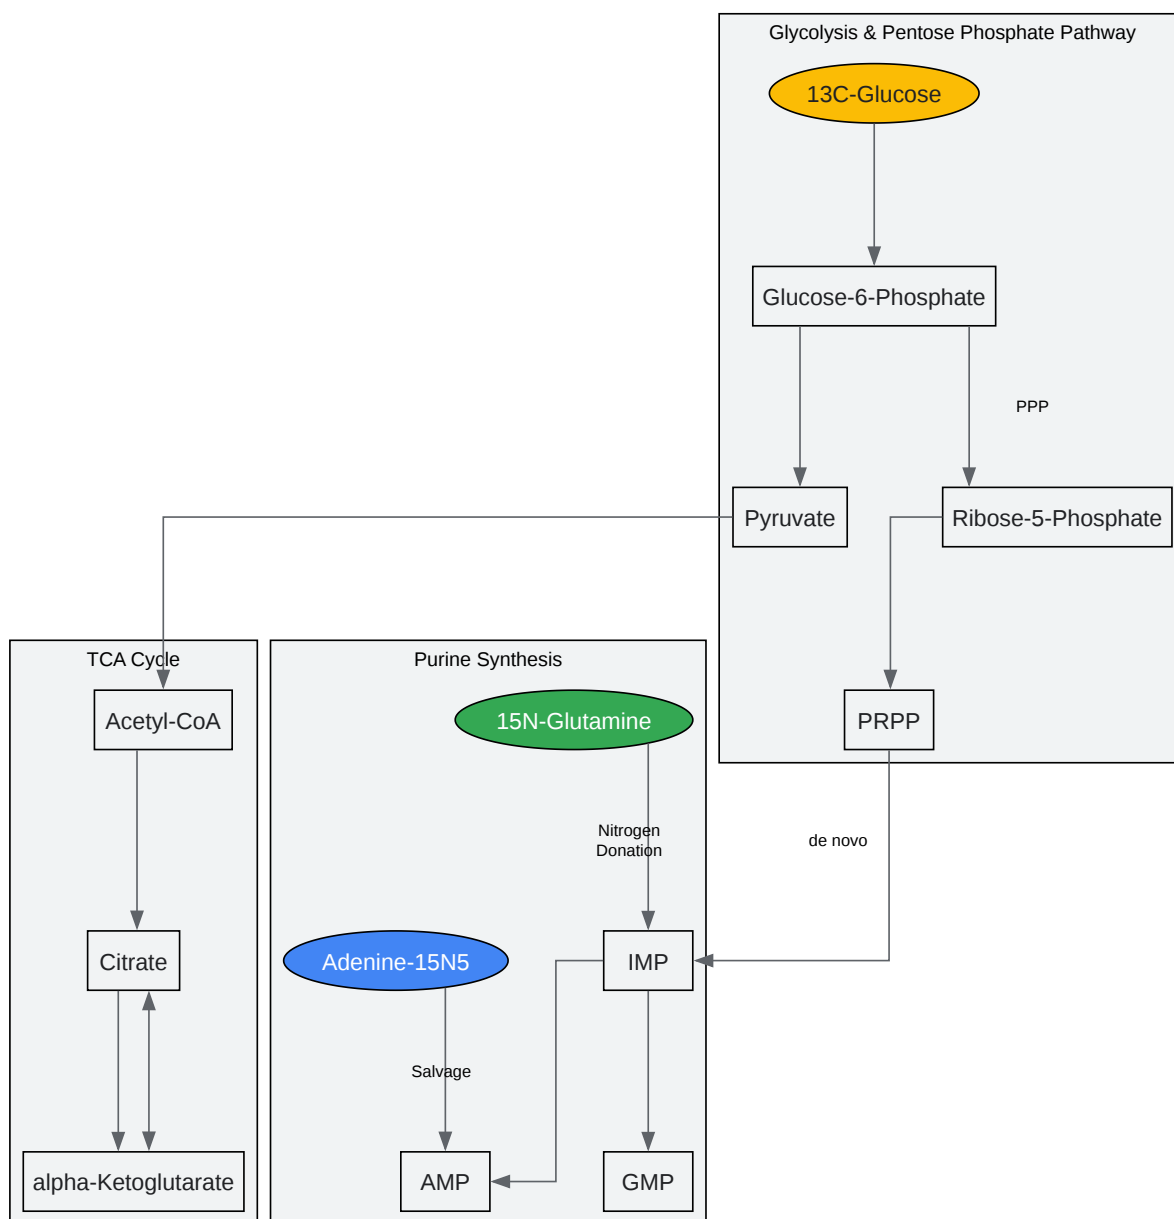 Glycolysis & Pentose Phosphate Pathway
13C-Glucose
Glucose-6-Phosphate
PPP
Pyruvate
Ribose-5-Phosphate
TCA Cycle
Purine Synthesis
Acetyl-CoA
15N-Glutamine
PRPP
Nitrogen
Donation
de novo
Citrate
Adenine-15N5
IMP
Salvage
alpha-Ketoglutarate
AMP
GMP